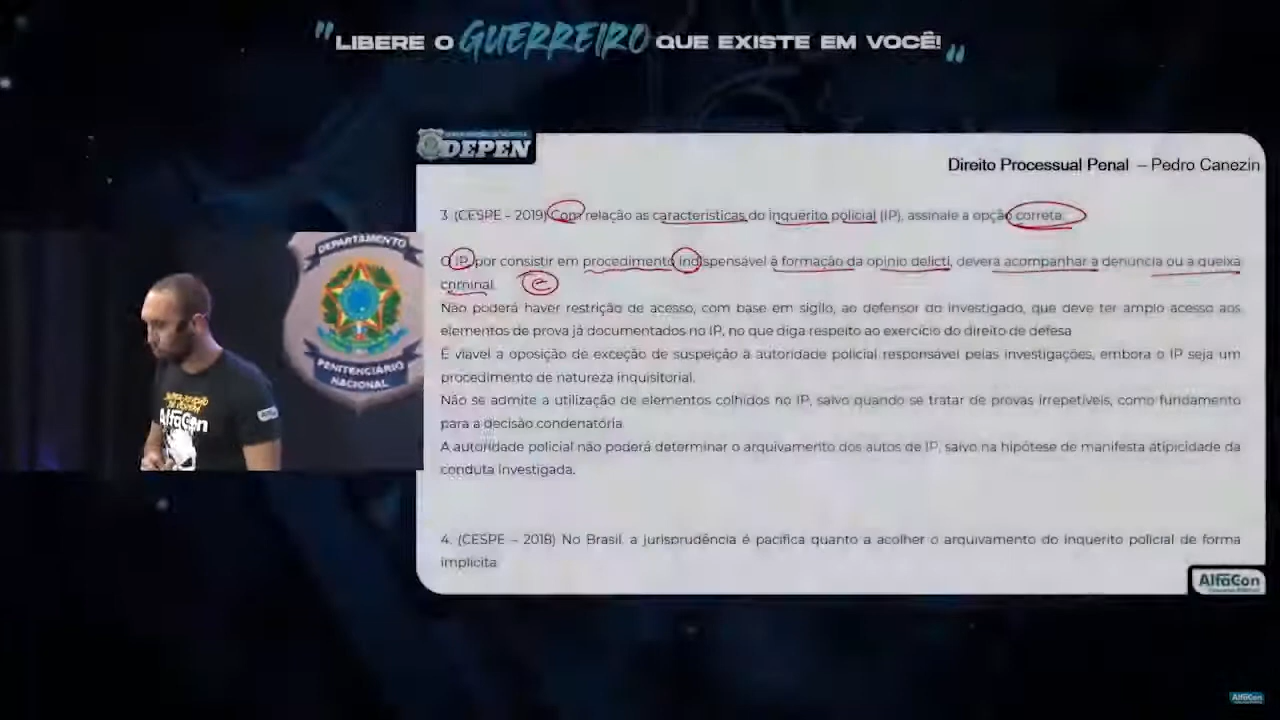 "LIBERE O GUERREIRO QUE EXISTE EM VOCÊ!"
DEPEN
Direito Processual Penal – Pedro Canezin
3. (CESPE – 2019) Com relação as características do inquérito policial (IP), assinale a opção correta.
O IP, por consistir em procedimento indispensável à formação da opinio delicti, deverá acompanhar a denúncia ou a queixa
criminal. e
Não poderá haver restrição de acesso, com base em sigilo, ao defensor do investigado, que deve ter amplo acesso aos
elementos de prova já documentados no IP, no que diga respeito ao exercício do direito de defesa
É viável a oposição de exceção de suspeição à autoridade policial responsável pelas investigações, embora o IP seja um
procedimento de natureza inquisitorial.
Não se admite a utilização de elementos colhidos no IP, salvo quando se tratar de provas irrepetíveis, como fundamento
para a decisão condenatória
A autoridade policial não poderá determinar o arquivamento dos autos de IP, salvo na hipótese de manifesta atipicidade da
conduta investigada.
4. (CESPE – 2018) No Brasil, a jurisprudência é pacífica quanto a acolher o arquivamento do inquérito policial de forma
implícita
AlfaCon
DEPARTAMENTO
PENITENCIÁRIO
NACIONAL
AlfaCon
AlfaCon